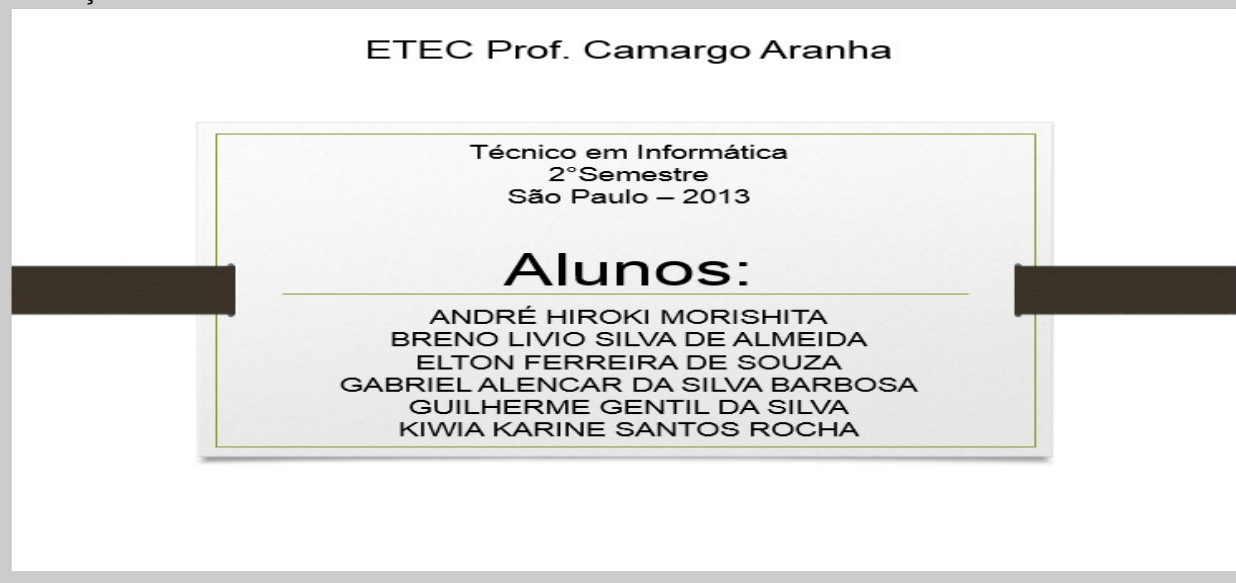 ETEC Prof. Camargo Aranha
Técnico em Informática
2°Semestre
São Paulo – 2013
Alunos:
ANDRÉ HIROKI MORISHITA
BRENO LIVIO SILVA DE ALMEIDA
ELTON FERREIRA DE SOUZA
GABRIEL ALENCAR DA SILVA BARBOSA
GUILHERME GENTIL DA SILVA
KIWIA KARINE SANTOS ROCHA